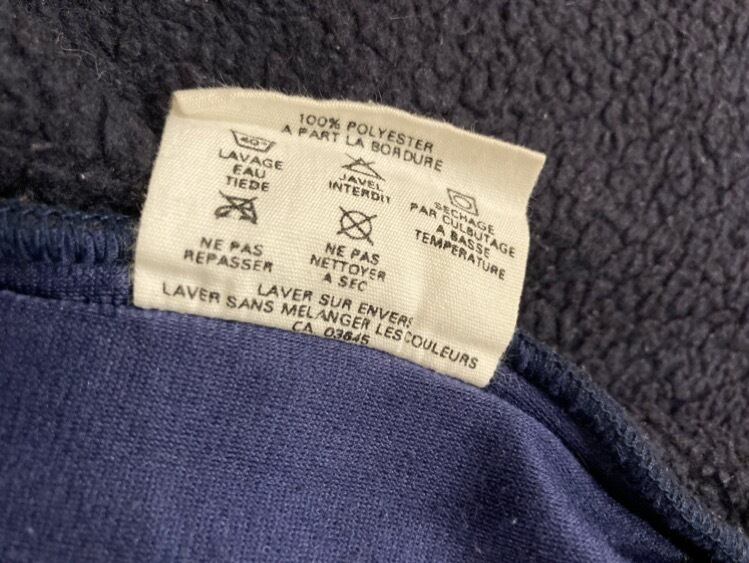 100% POLYESTER
A PART LA BORDURE
40°
LAVAGE
EAU
TIEDE
JAVEL
INTERDIT
SECHAGE
PAR CULBUTAGE
A BASSE
TEMPERATURE
NE PAS
REPASSER
NE PAS
NETTOYER
A SEC
LAVER SUR ENVERS
LAVER SANS MELANGER LES COULEURS
CA 03645